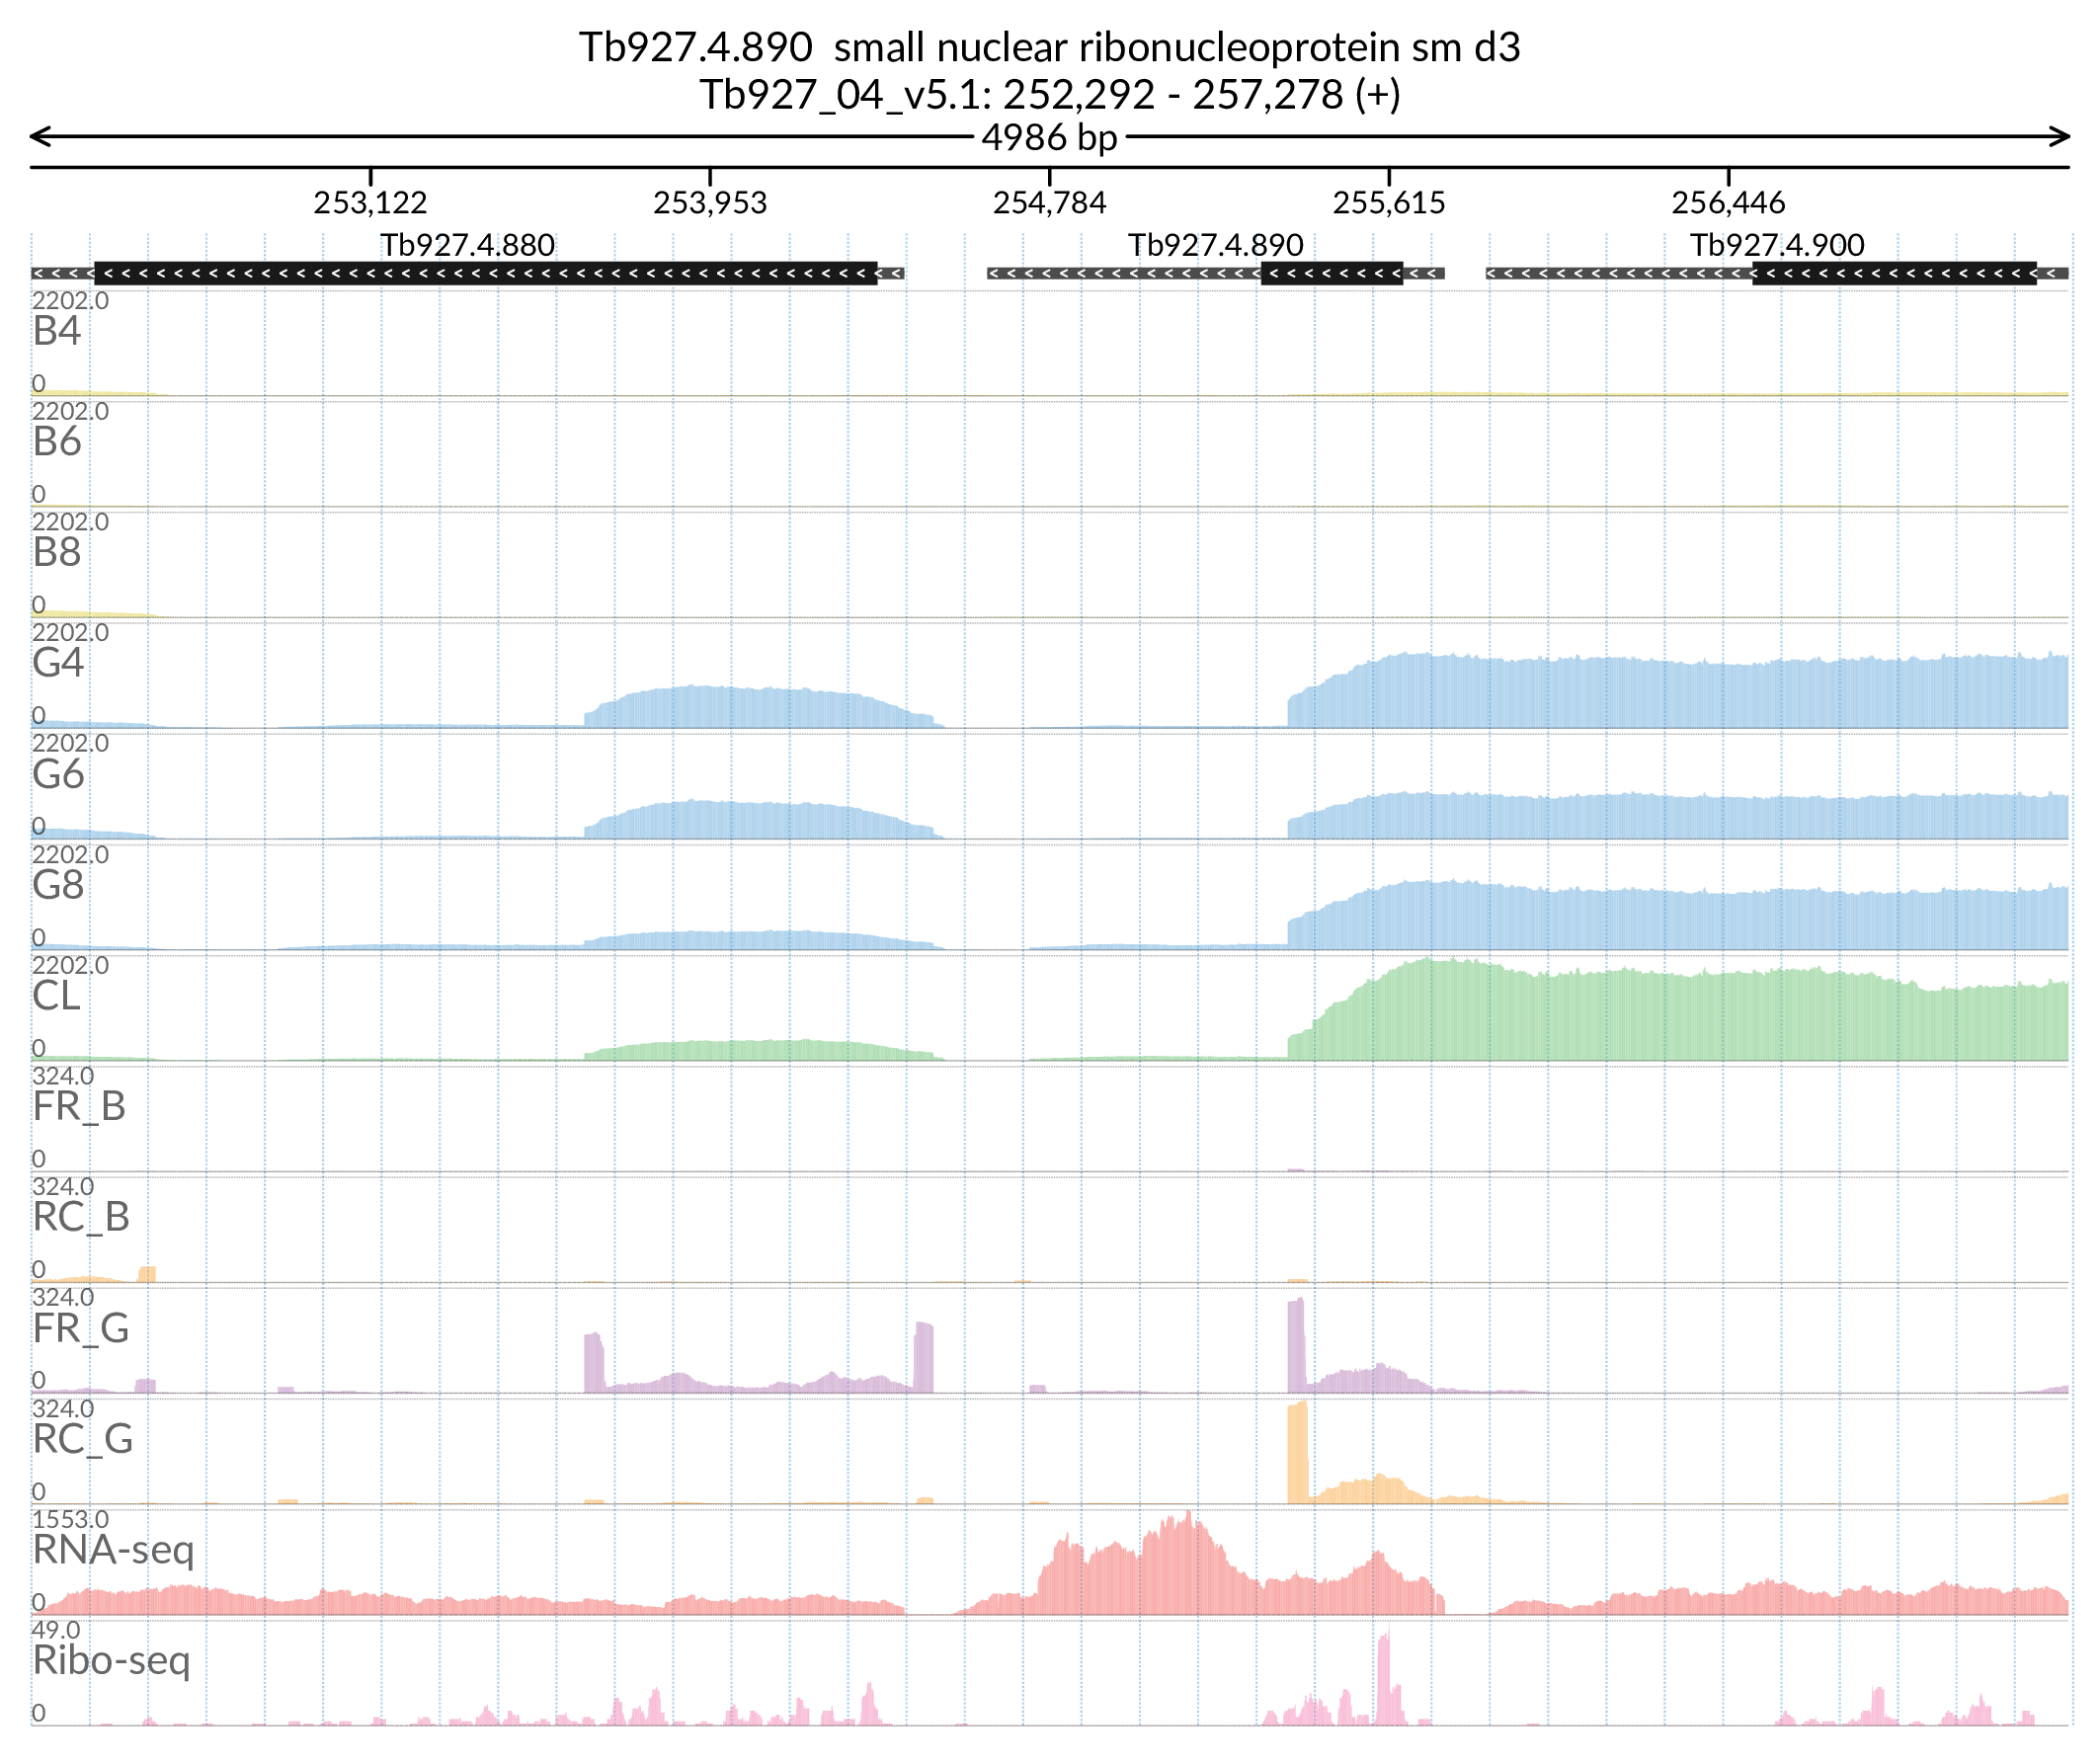 Tb927.4.890 small nuclear ribonucleoprotein sm d3
Tb927_04_v5.1: 252,292 - 257,278 (+)
4986 bp
253,122 253,953 254,784 255,615 256,446
Tb927.4.880 Tb927.4.890 Tb927.4.900
2202.0
B4
0
2202.0
B6
0
2202.0
B8
0
2202.0
G4
0
2202.0
G6
0
2202.0
G8
0
2202.0
CL
0
324.0
FR_B
0
324.0
RC_B
0
324.0
FR_G
0
324.0
RC_G
0
1553.0
RNA-seq
0
49.0
Ribo-seq
0